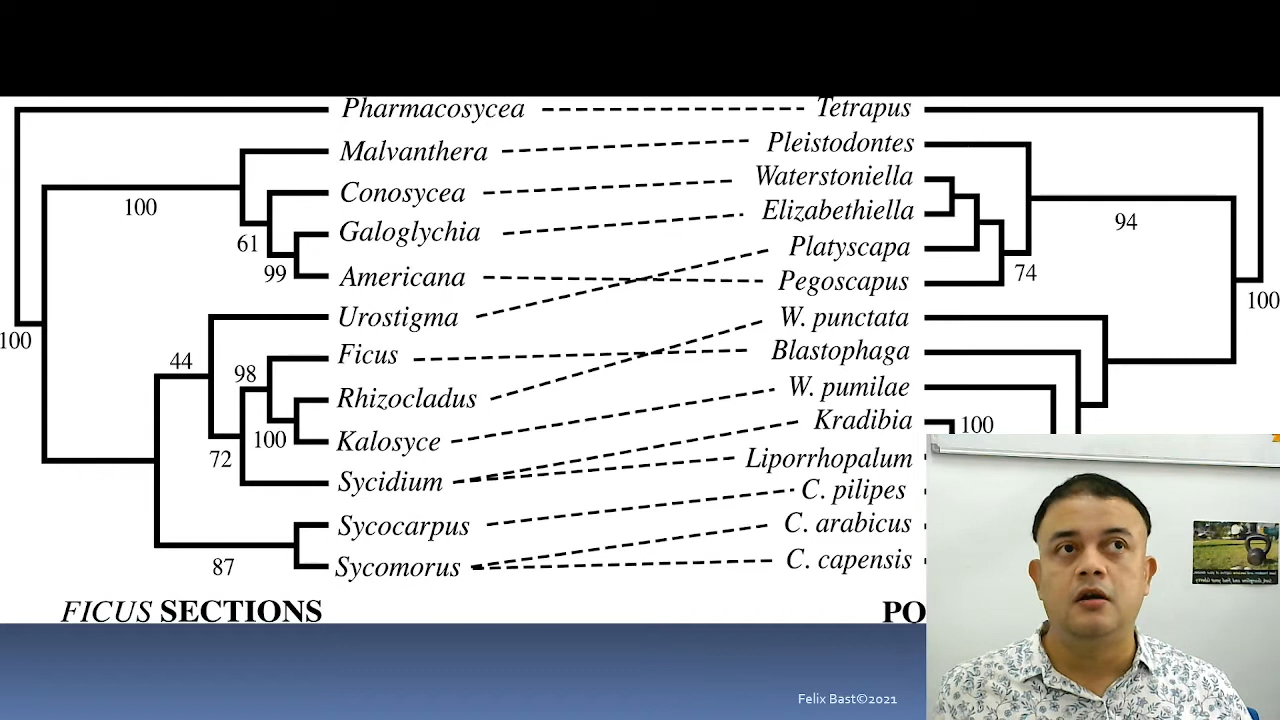 Pharmacosycea Tetrapus
Malvanthera Pleistodontes
Conosycea Waterstoniella
Galoglychia Elizabethiella
Americana Platyscapa
Urostigma Pegoscapus
Ficus W. punctata
Rhizocladus Blastophaga
Kalosyce W. pumilae
Sycidium Kradibia
Liporrhopalum
Sycocarpus C. pilipes
Sycomorus C. arabicus
C. capensis
100
61
99
100
44
98
100
72
87
94
74
100
100
FICUS SECTIONS PO
Felix Bast©2021